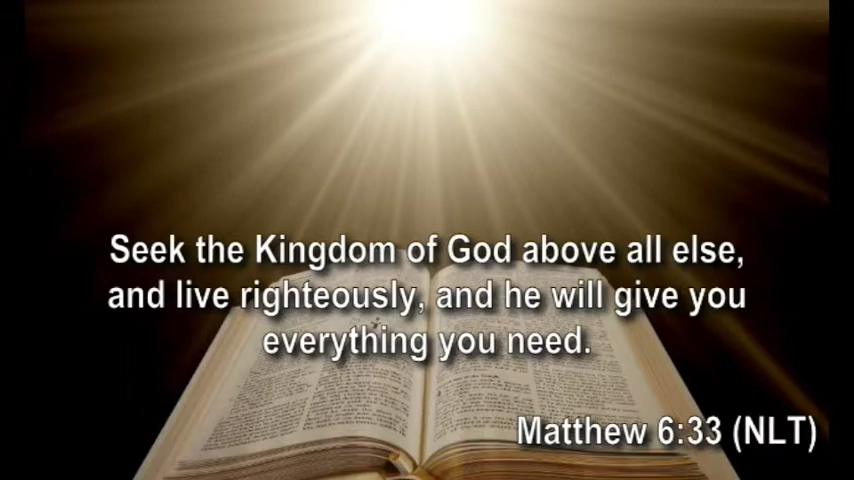 Seek the Kingdom of God above all else,
and live righteously, and he will give you
everything you need.
Matthew 6:33 (NLT)